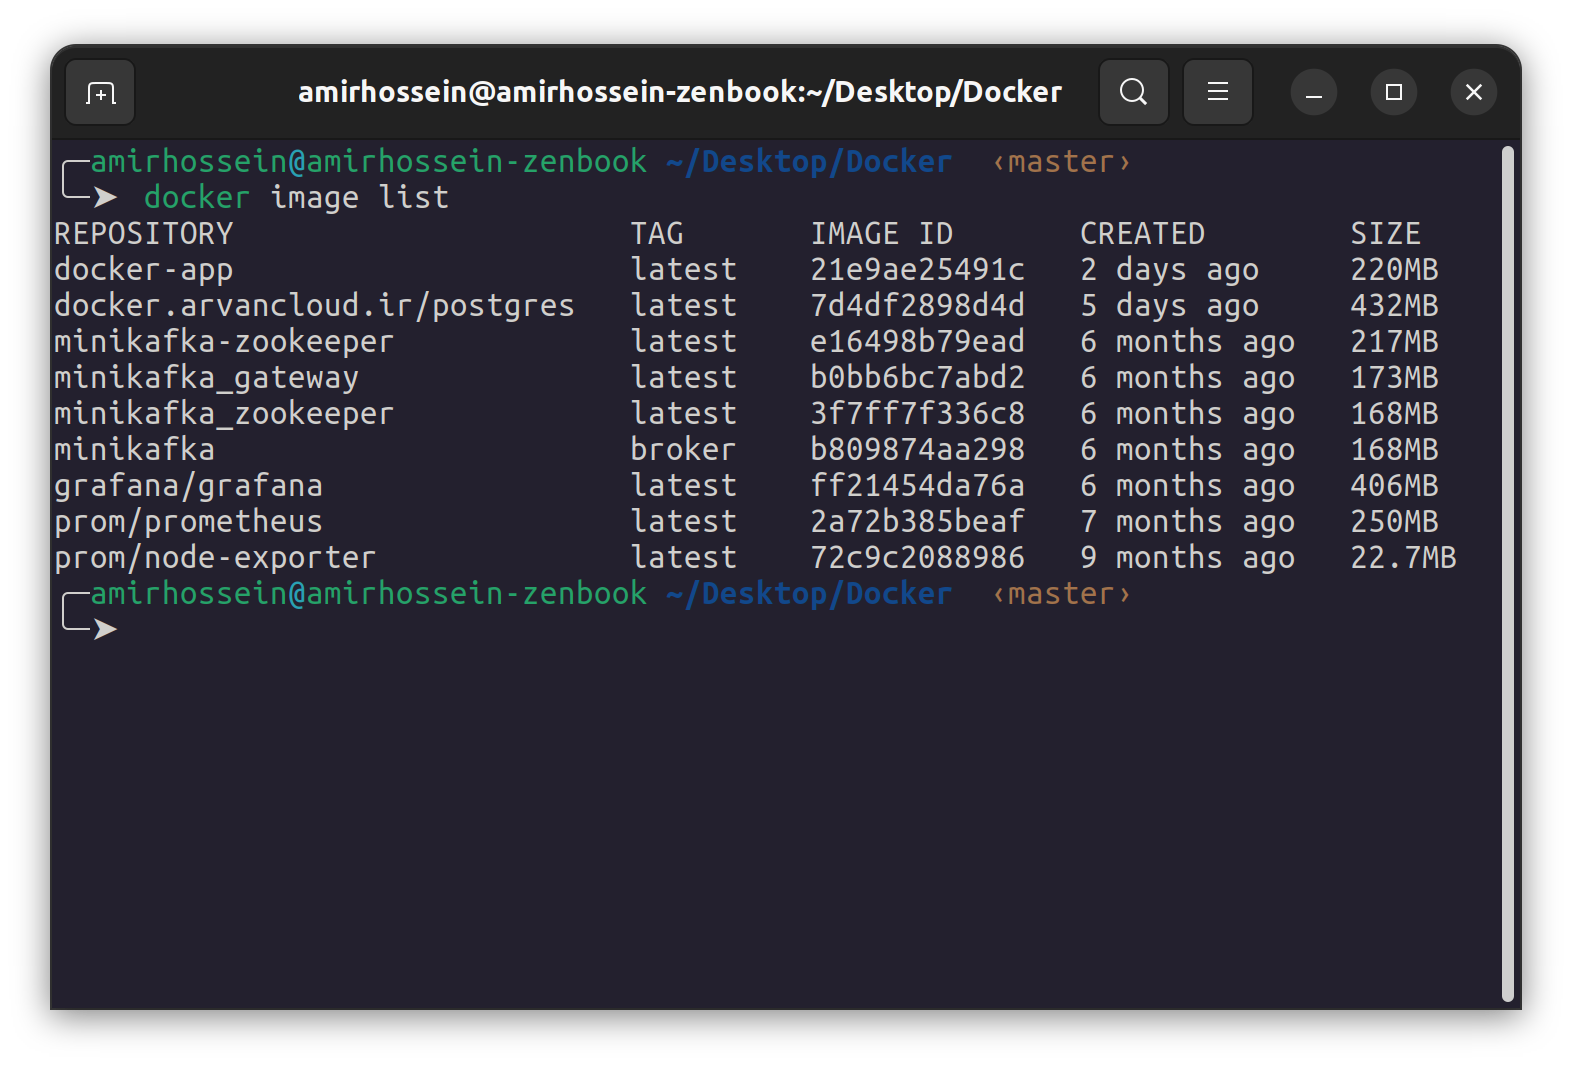 amirhossein@amirhossein-zenbook:~/Desktop/Docker
amirhossein@amirhossein-zenbook ~/Desktop/Docker ‹master›
➤ docker image list
REPOSITORY TAG IMAGE ID CREATED SIZE
docker-app latest 21e9ae25491c 2 days ago 220MB
docker.arvancloud.ir/postgres latest 7d4df2898d4d 5 days ago 432MB
minikafka-zookeeper latest e16498b79ead 6 months ago 217MB
minikafka_gateway latest b0bb6bc7abd2 6 months ago 173MB
minikafka_zookeeper latest 3f7ff7f336c8 6 months ago 168MB
minikafka broker b809874aa298 6 months ago 168MB
grafana/grafana latest ff21454da76a 6 months ago 406MB
prom/prometheus latest 2a72b385beaf 7 months ago 250MB
prom/node-exporter latest 72c9c2088986 9 months ago 22.7MB
amirhossein@amirhossein-zenbook ~/Desktop/Docker ‹master›
➤